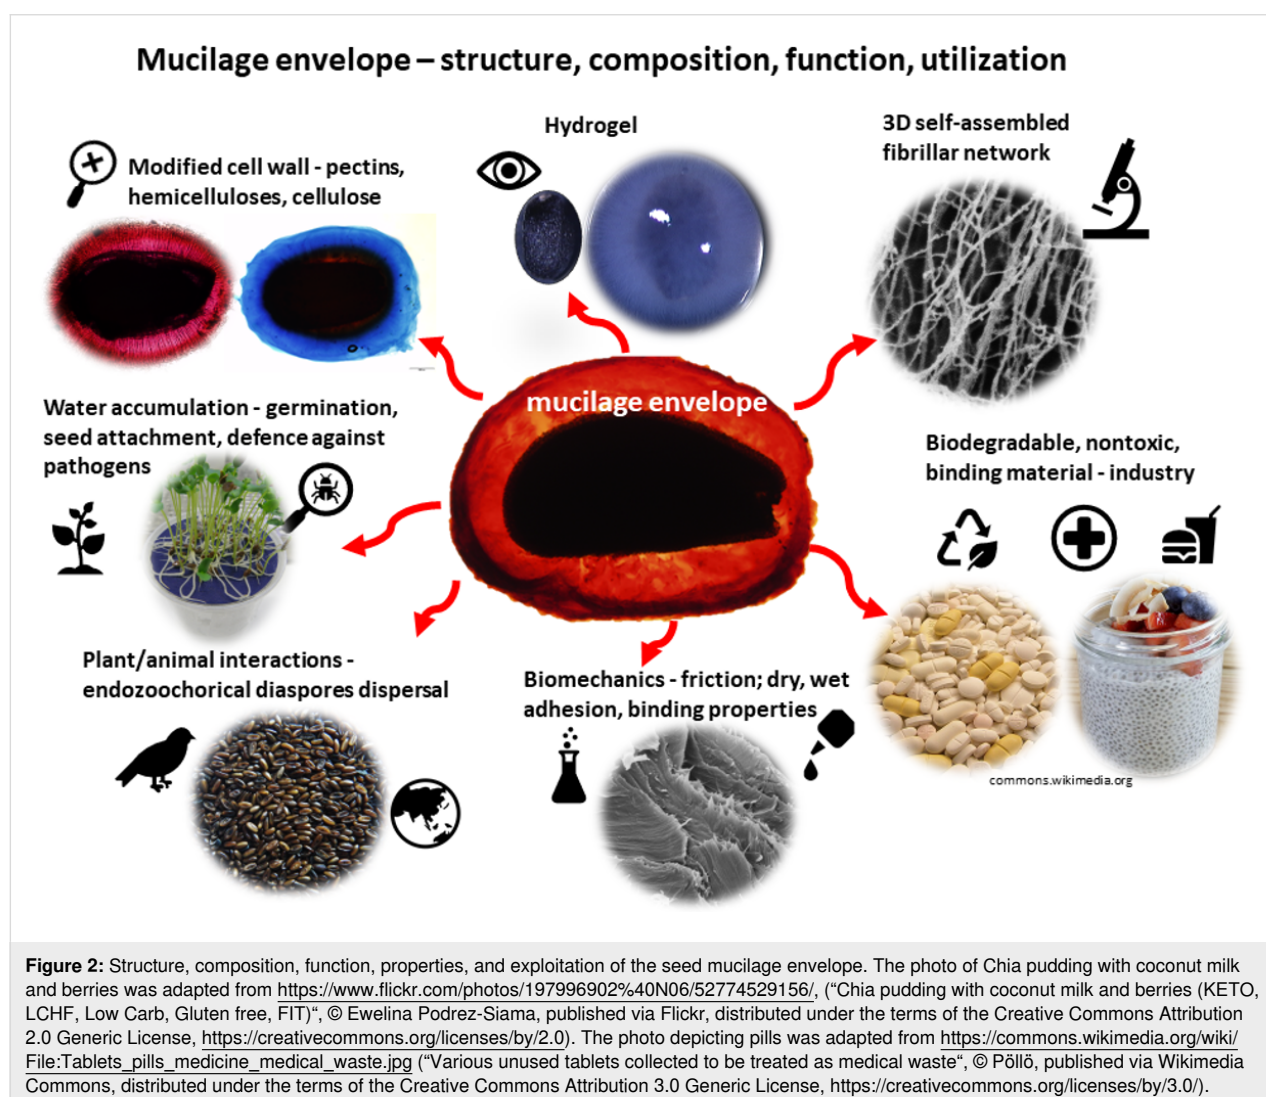 Mucilage envelope – structure, composition, function, utilization
Hydrogel
3D self-assembled
fibrillar network
Modified cell wall - pectins,
hemicelluloses, cellulose
mucilage envelope
Water accumulation - germination,
seed attachment, defence against
pathogens
Biodegradable, nontoxic,
binding material - industry
Plant/animal interactions -
endozoochorical diaspores dispersal
Biomechanics - friction; dry, wet
adhesion, binding properties
commons.wikimedia.org
Figure 2: Structure, composition, function, properties, and exploitation of the seed mucilage envelope. The photo of Chia pudding with coconut milk
and berries was adapted from https://www.flickr.com/photos/197996902%40N06/52774529156/, (“Chia pudding with coconut milk and berries (KETO,
LCHF, Low Carb, Gluten free, FIT)“, © Ewelina Podrez-Siama, published via Flickr, distributed under the terms of the Creative Commons Attribution
2.0 Generic License, https://creativecommons.org/licenses/by/2.0). The photo depicting pills was adapted from https://commons.wikimedia.org/wiki/
File:Tablets_pills_medicine_medical_waste.jpg (“Various unused tablets collected to be treated as medical waste“, © Pöllö, published via Wikimedia
Commons, distributed under the terms of the Creative Commons Attribution 3.0 Generic License, https://creativecommons.org/licenses/by/3.0/).